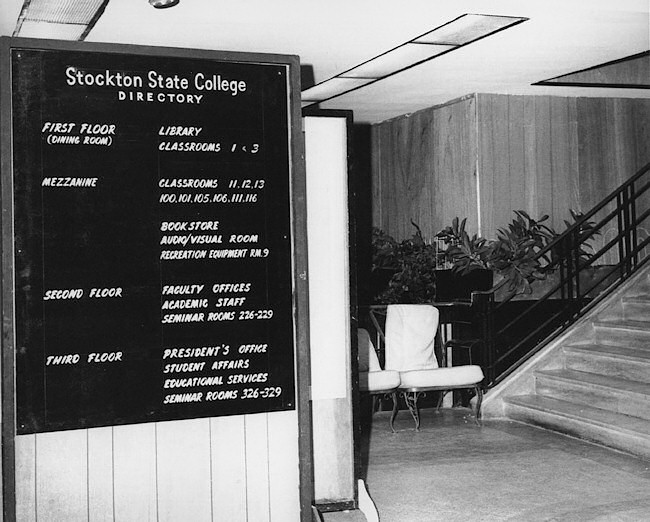 Stockton State College
DIRECTORY
FIRST FLOOR LIBRARY
(DINING ROOM) CLASSROOMS 1 & 3
MEZZANINE CLASSROOMS 11, 12, 13
100, 101, 105, 106, 111, 116
BOOKSTORE
AUDIO/VISUAL ROOM
RECREATION EQUIPMENT RM. 9
SECOND FLOOR FACULTY OFFICES
ACADEMIC STAFF
SEMINAR ROOMS 226-229
THIRD FLOOR PRESIDENT'S OFFICE
STUDENT AFFAIRS
EDUCATIONAL SERVICES
SEMINAR ROOMS 326-329